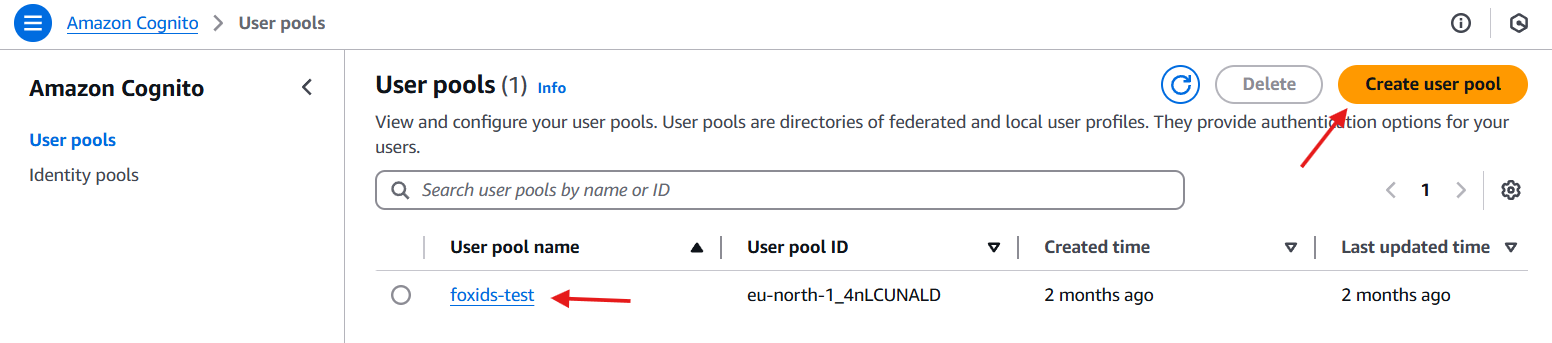 Amazon Cognito > User pools
Amazon Cognito
User pools
Identity pools
User pools (1) Info
Delete
Create user pool
View and configure your user pools. User pools are directories of federated and local user profiles. They provide authentication options for your
users.
Search user pools by name or ID
1
User pool name User pool ID Created time Last updated time
foxids-test eu-north-1_4nLCUNALD 2 months ago 2 months ago